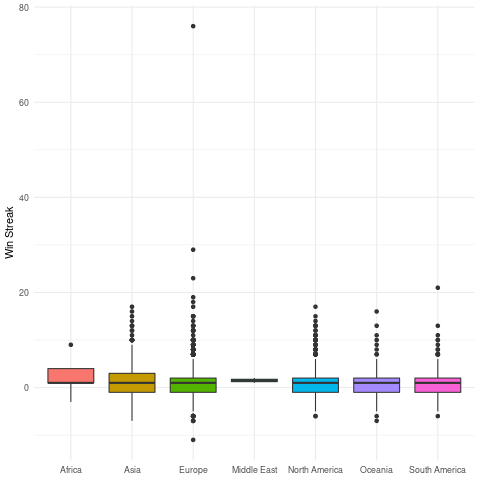 80
60
40
20
0
Win Streak
Africa
Asia
Europe
Middle East
North America
Oceania
South America